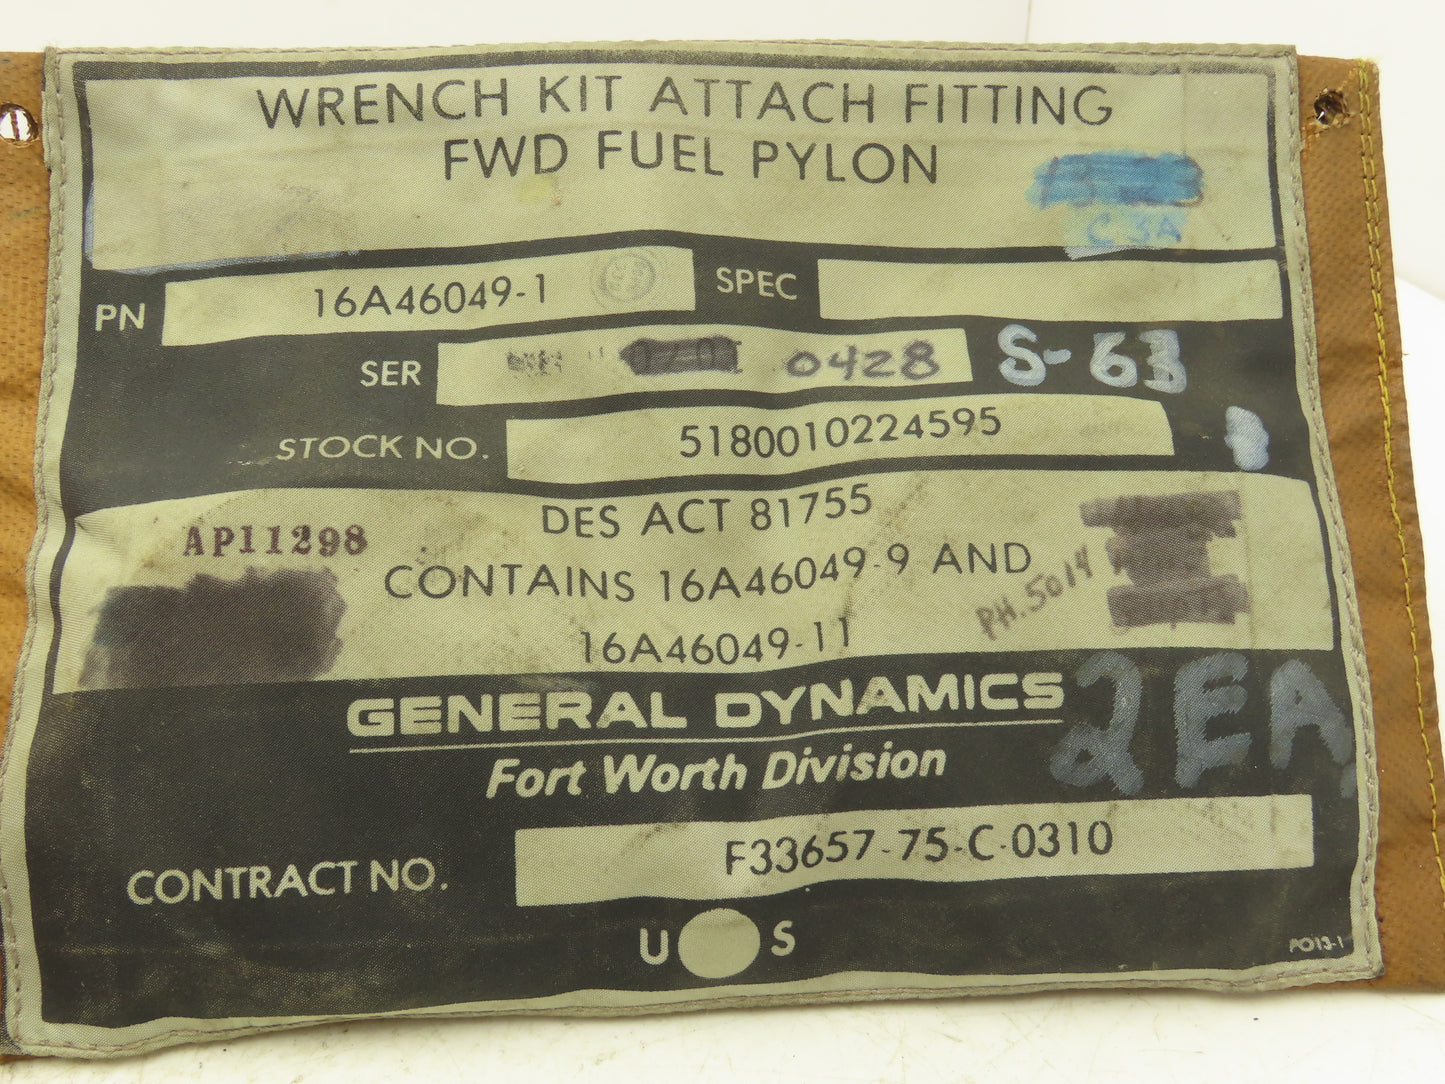 WRENCH KIT ATTACH FITTING
FWD FUEL PYLON
C 3A
PN 16A46049-1 SPEC
SER 0428 S-63
STOCK NO. 5180010224595
DES ACT 81755
AP11298
CONTAINS 16A46049-9 AND
PH.5014
16A46049-11
GENERAL DYNAMICS
2EA
Fort Worth Division
CONTRACT NO. F33657-75-C-0310
U S
PO13-1